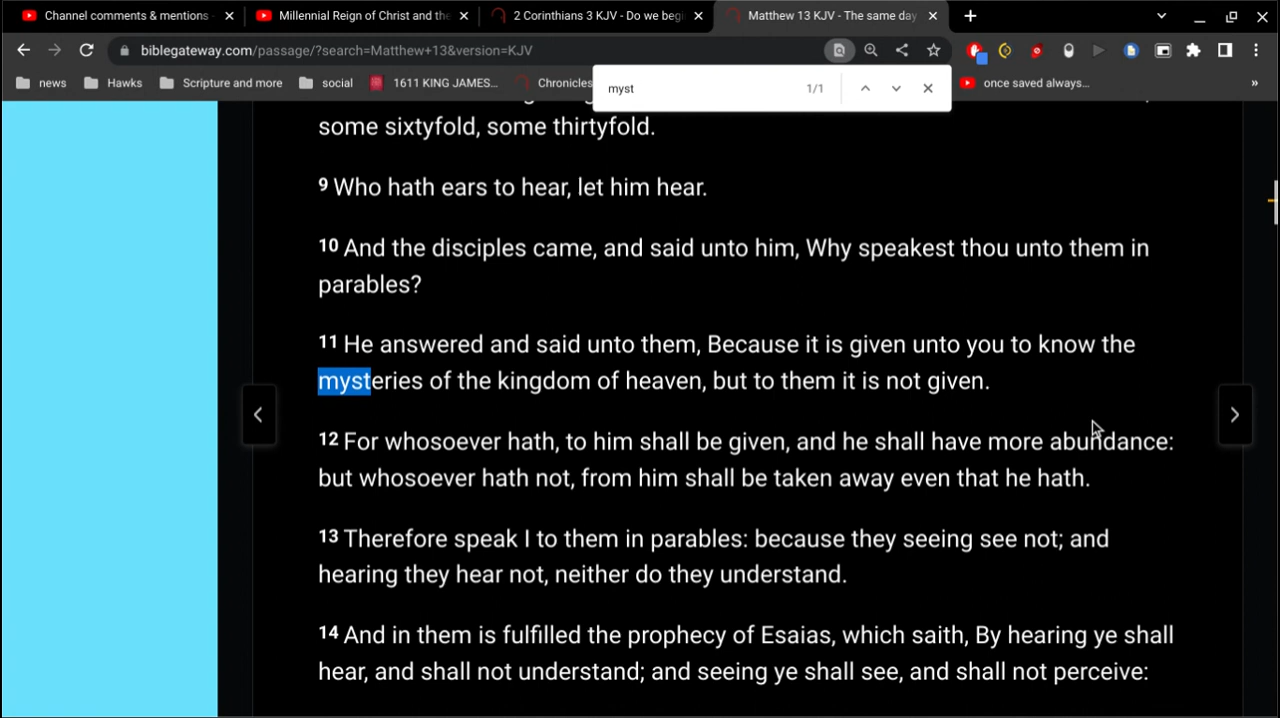 Channel comments & mentions
Millennial Reign of Christ and the
2 Corinthians 3 KJV - Do we begi
Matthew 13 KJV - The same day
biblegateway.com/passage/?search=Matthew+13&version=KJV
news
Hawks
Scripture and more
social
1611 KING JAMES...
Chronicles
once saved always...
»
myst
1/1
some sixtyfold, some thirtyfold.
9 Who hath ears to hear, let him hear.
10 And the disciples came, and said unto him, Why speakest thou unto them in
parables?
11 He answered and said unto them, Because it is given unto you to know the
mysteries of the kingdom of heaven, but to them it is not given.
12 For whosoever hath, to him shall be given, and he shall have more abundance:
but whosoever hath not, from him shall be taken away even that he hath.
13 Therefore speak I to them in parables: because they seeing see not; and
hearing they hear not, neither do they understand.
14 And in them is fulfilled the prophecy of Esaias, which saith, By hearing ye shall
hear, and shall not understand; and seeing ye shall see, and shall not perceive: